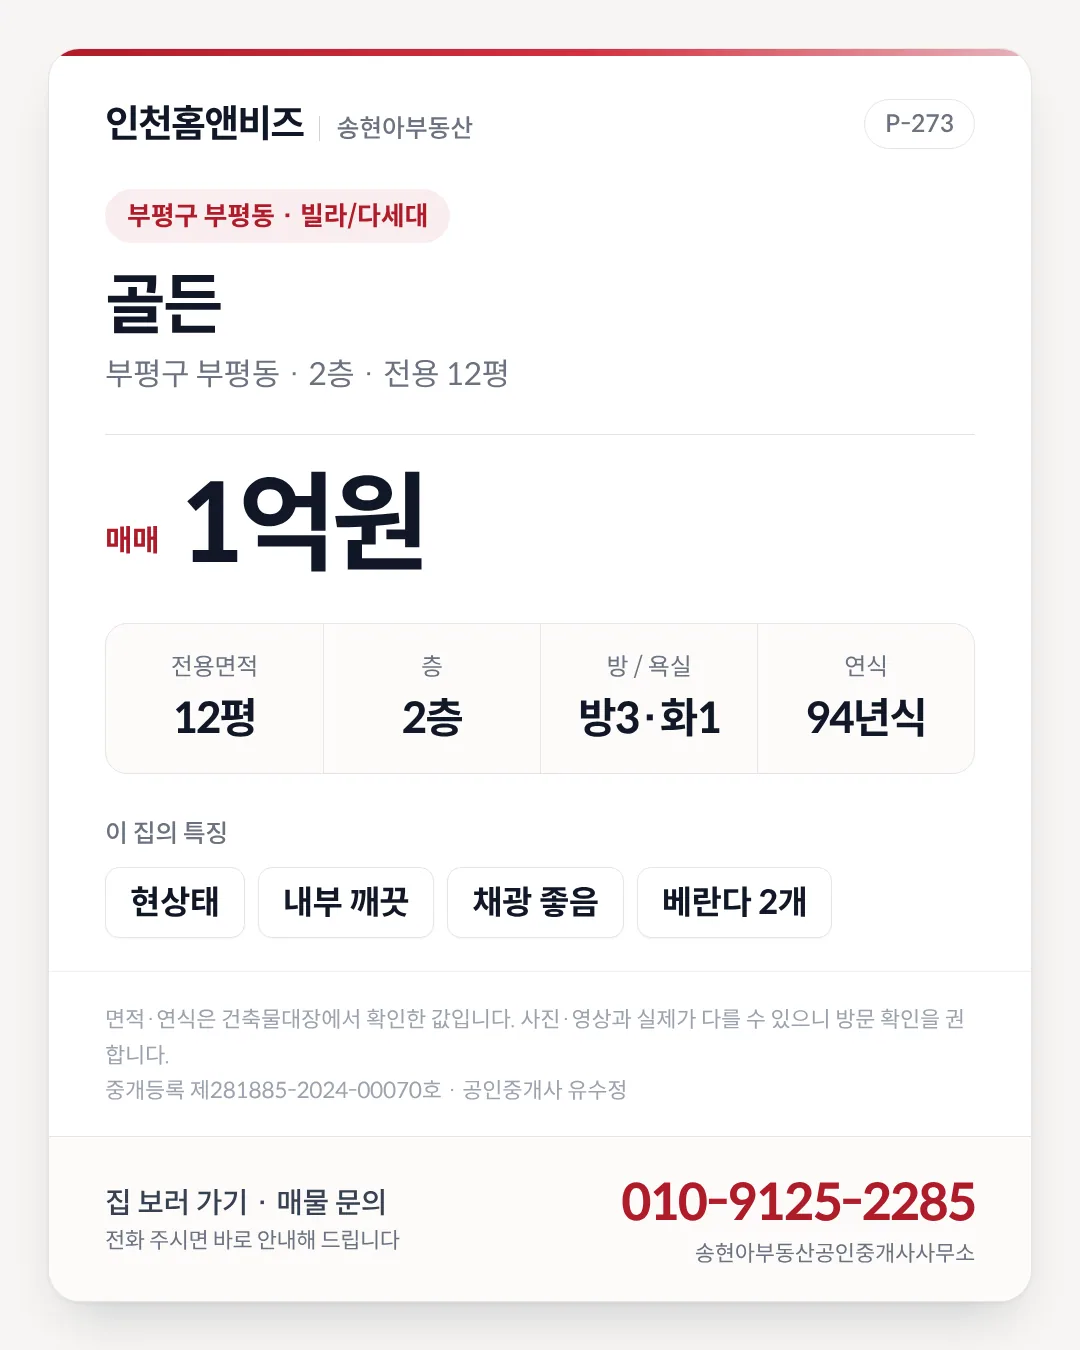 인천홈앤비즈 | 송현아부동산
P-273
부평구 부평동 · 빌라/다세대
골든
부평구 부평동 · 2층 · 전용 12평
매매 1억원
전용면적 층 방 / 욕실 연식
12평 2층 방3·화1 94년식
이 집의 특징
현상태 내부 깨끗 채광 좋음 베란다 2개
면적·연식은 건축물대장에서 확인한 값입니다. 사진·영상과 실제가 다를 수 있으니 방문 확인을 권
합니다.
중개등록 제281885-2024-00070호 · 공인중개사 유수정
집 보러 가기 · 매물 문의
전화 주시면 바로 안내해 드립니다
010-9125-2285
송현아부동산공인중개사사무소